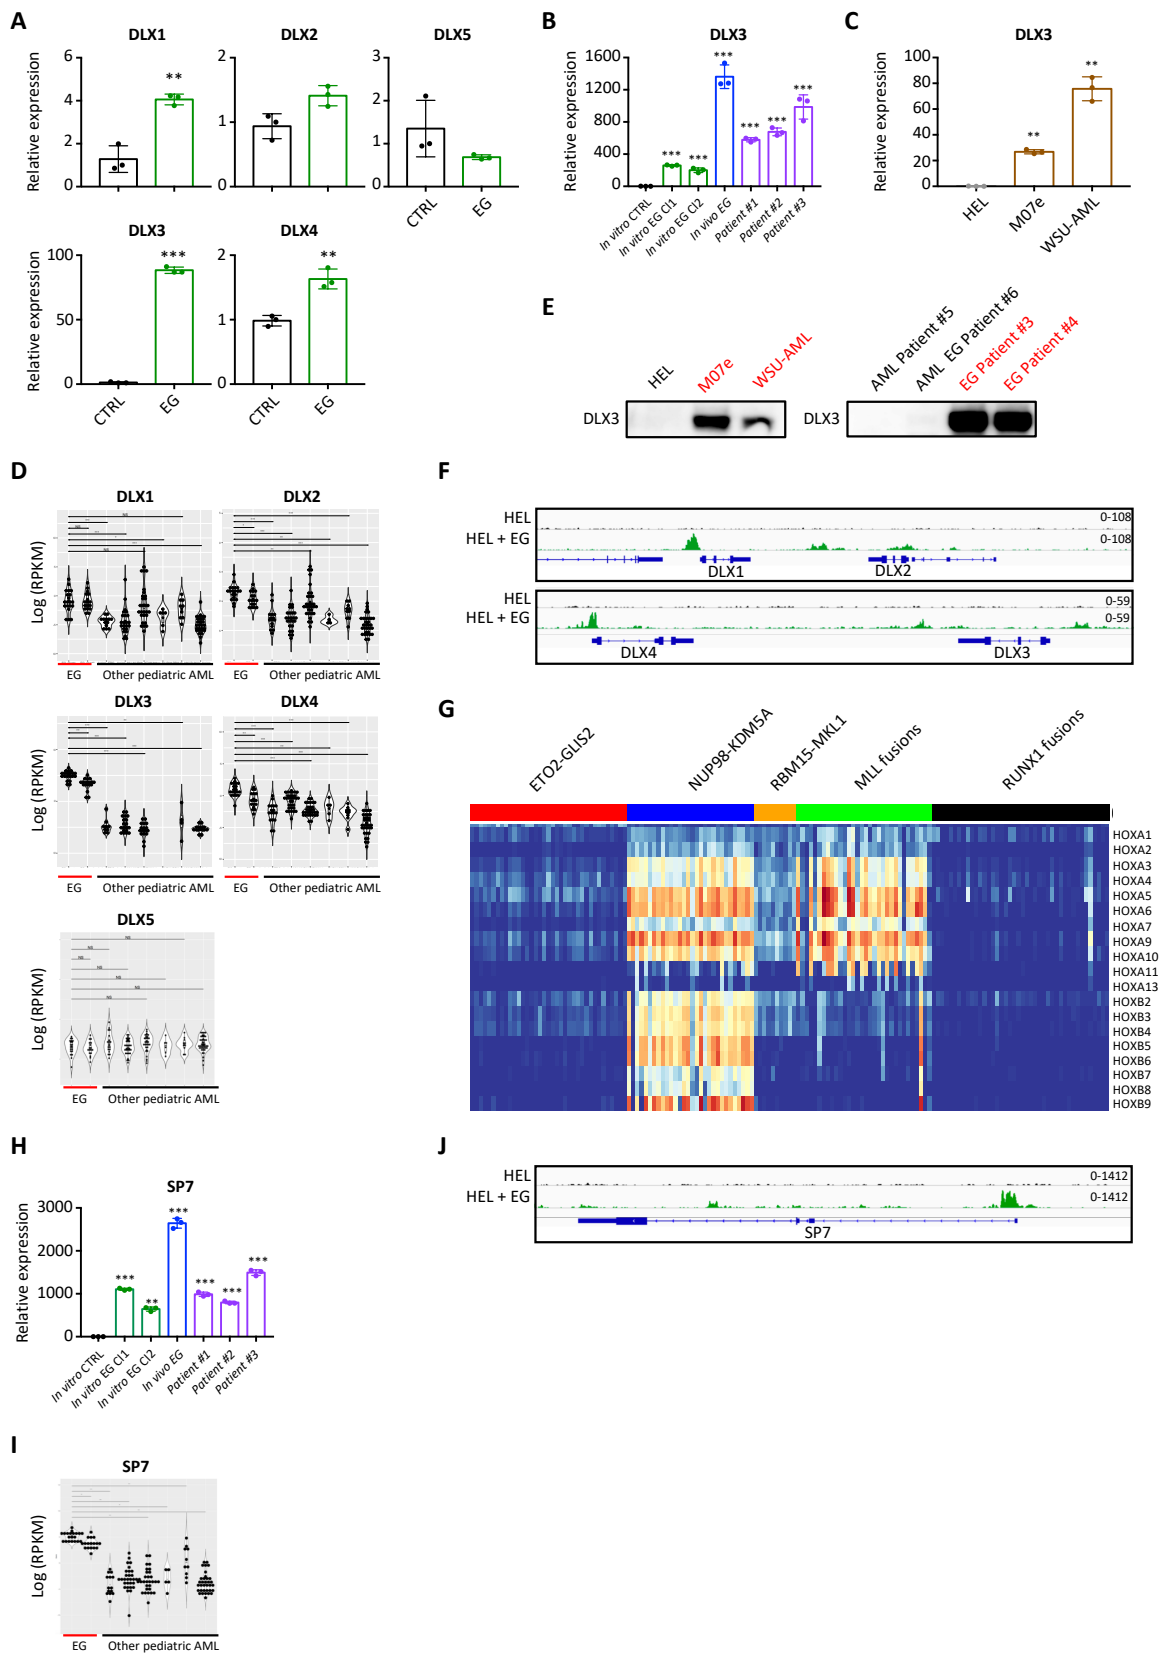 A
DLX1
DLX2
DLX5
Relative expression
6
4
2
0
**
2
1
0
3
2
1
0
CTRL
EG
DLX3
DLX4
Relative expression
100
50
0
***
2
1
0
**
CTRL
EG
CTRL
EG
B
DLX3
Relative expression
1600
1200
800
400
0
***
***
***
***
***
***
In vitro CTRL
In vitro EG Cl1
In vitro EG Cl2
In vivo EG
Patient #1
Patient #2
Patient #3
C
DLX3
Relative expression
100
80
60
40
20
0
**
**
HEL
M07e
WSU-AML
E
HEL
M07e
WSU-AML
DLX3
AML Patient #5
AML EG Patient #6
EG Patient #3
EG Patient #4
DLX3
D
DLX1
DLX2
Log (RPKM)
EG
Other pediatric AML
EG
Other pediatric AML
DLX3
DLX4
Log (RPKM)
EG
Other pediatric AML
EG
Other pediatric AML
DLX5
Log (RPKM)
NS
NS
NS
NS
NS
NS
NS
EG
Other pediatric AML
F
HEL
0-108
HEL + EG
0-108
DLX1
DLX2
HEL
0-59
HEL + EG
0-59
DLX4
DLX3
G
ETO2-GLIS2
NUP98-KDM5A
RBM15-MKL1
MLL fusions
RUNX1 fusions
HOXA1
HOXA2
HOXA3
HOXA4
HOXA5
HOXA6
HOXA7
HOXA9
HOXA10
HOXA11
HOXA13
HOXB2
HOXB3
HOXB4
HOXB5
HOXB6
HOXB7
HOXB8
HOXB9
H
SP7
Relative expression
3000
2000
1000
0
***
**
***
***
***
***
In vitro CTRL
In vitro EG Cl1
In vitro EG Cl2
In vivo EG
Patient #1
Patient #2
Patient #3
J
HEL
0-1412
HEL + EG
0-1412
SP7
I
SP7
Log (RPKM)
EG
Other pediatric AML